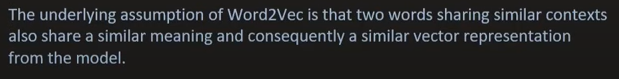 The underlying assumption of Word2Vec is that two words sharing similar contexts
also share a similar meaning and consequently a similar vector representation
from the model.